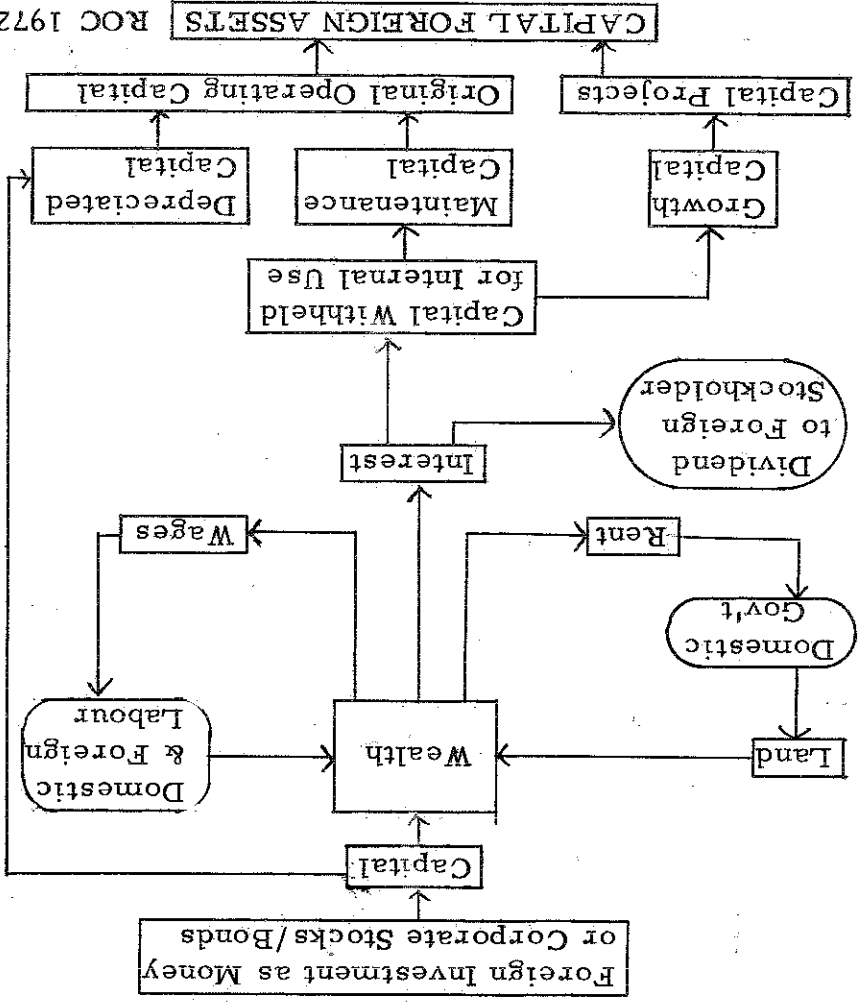 Foreign Investment as Money
or Corporate Stocks/Bonds
Capital
Land
Wealth
Domestic
& Foreign
Labour
Domestic
Gov't
Rent
Wages
Interest
Dividend
to Foreign
Stockholder
Capital Withheld
for Internal Use
Growth
Capital
Maintenance
Capital
Depreciated
Capital
Capital Projects
Original Operating Capital
CAPITAL FOREIGN ASSETS
ROC 1972